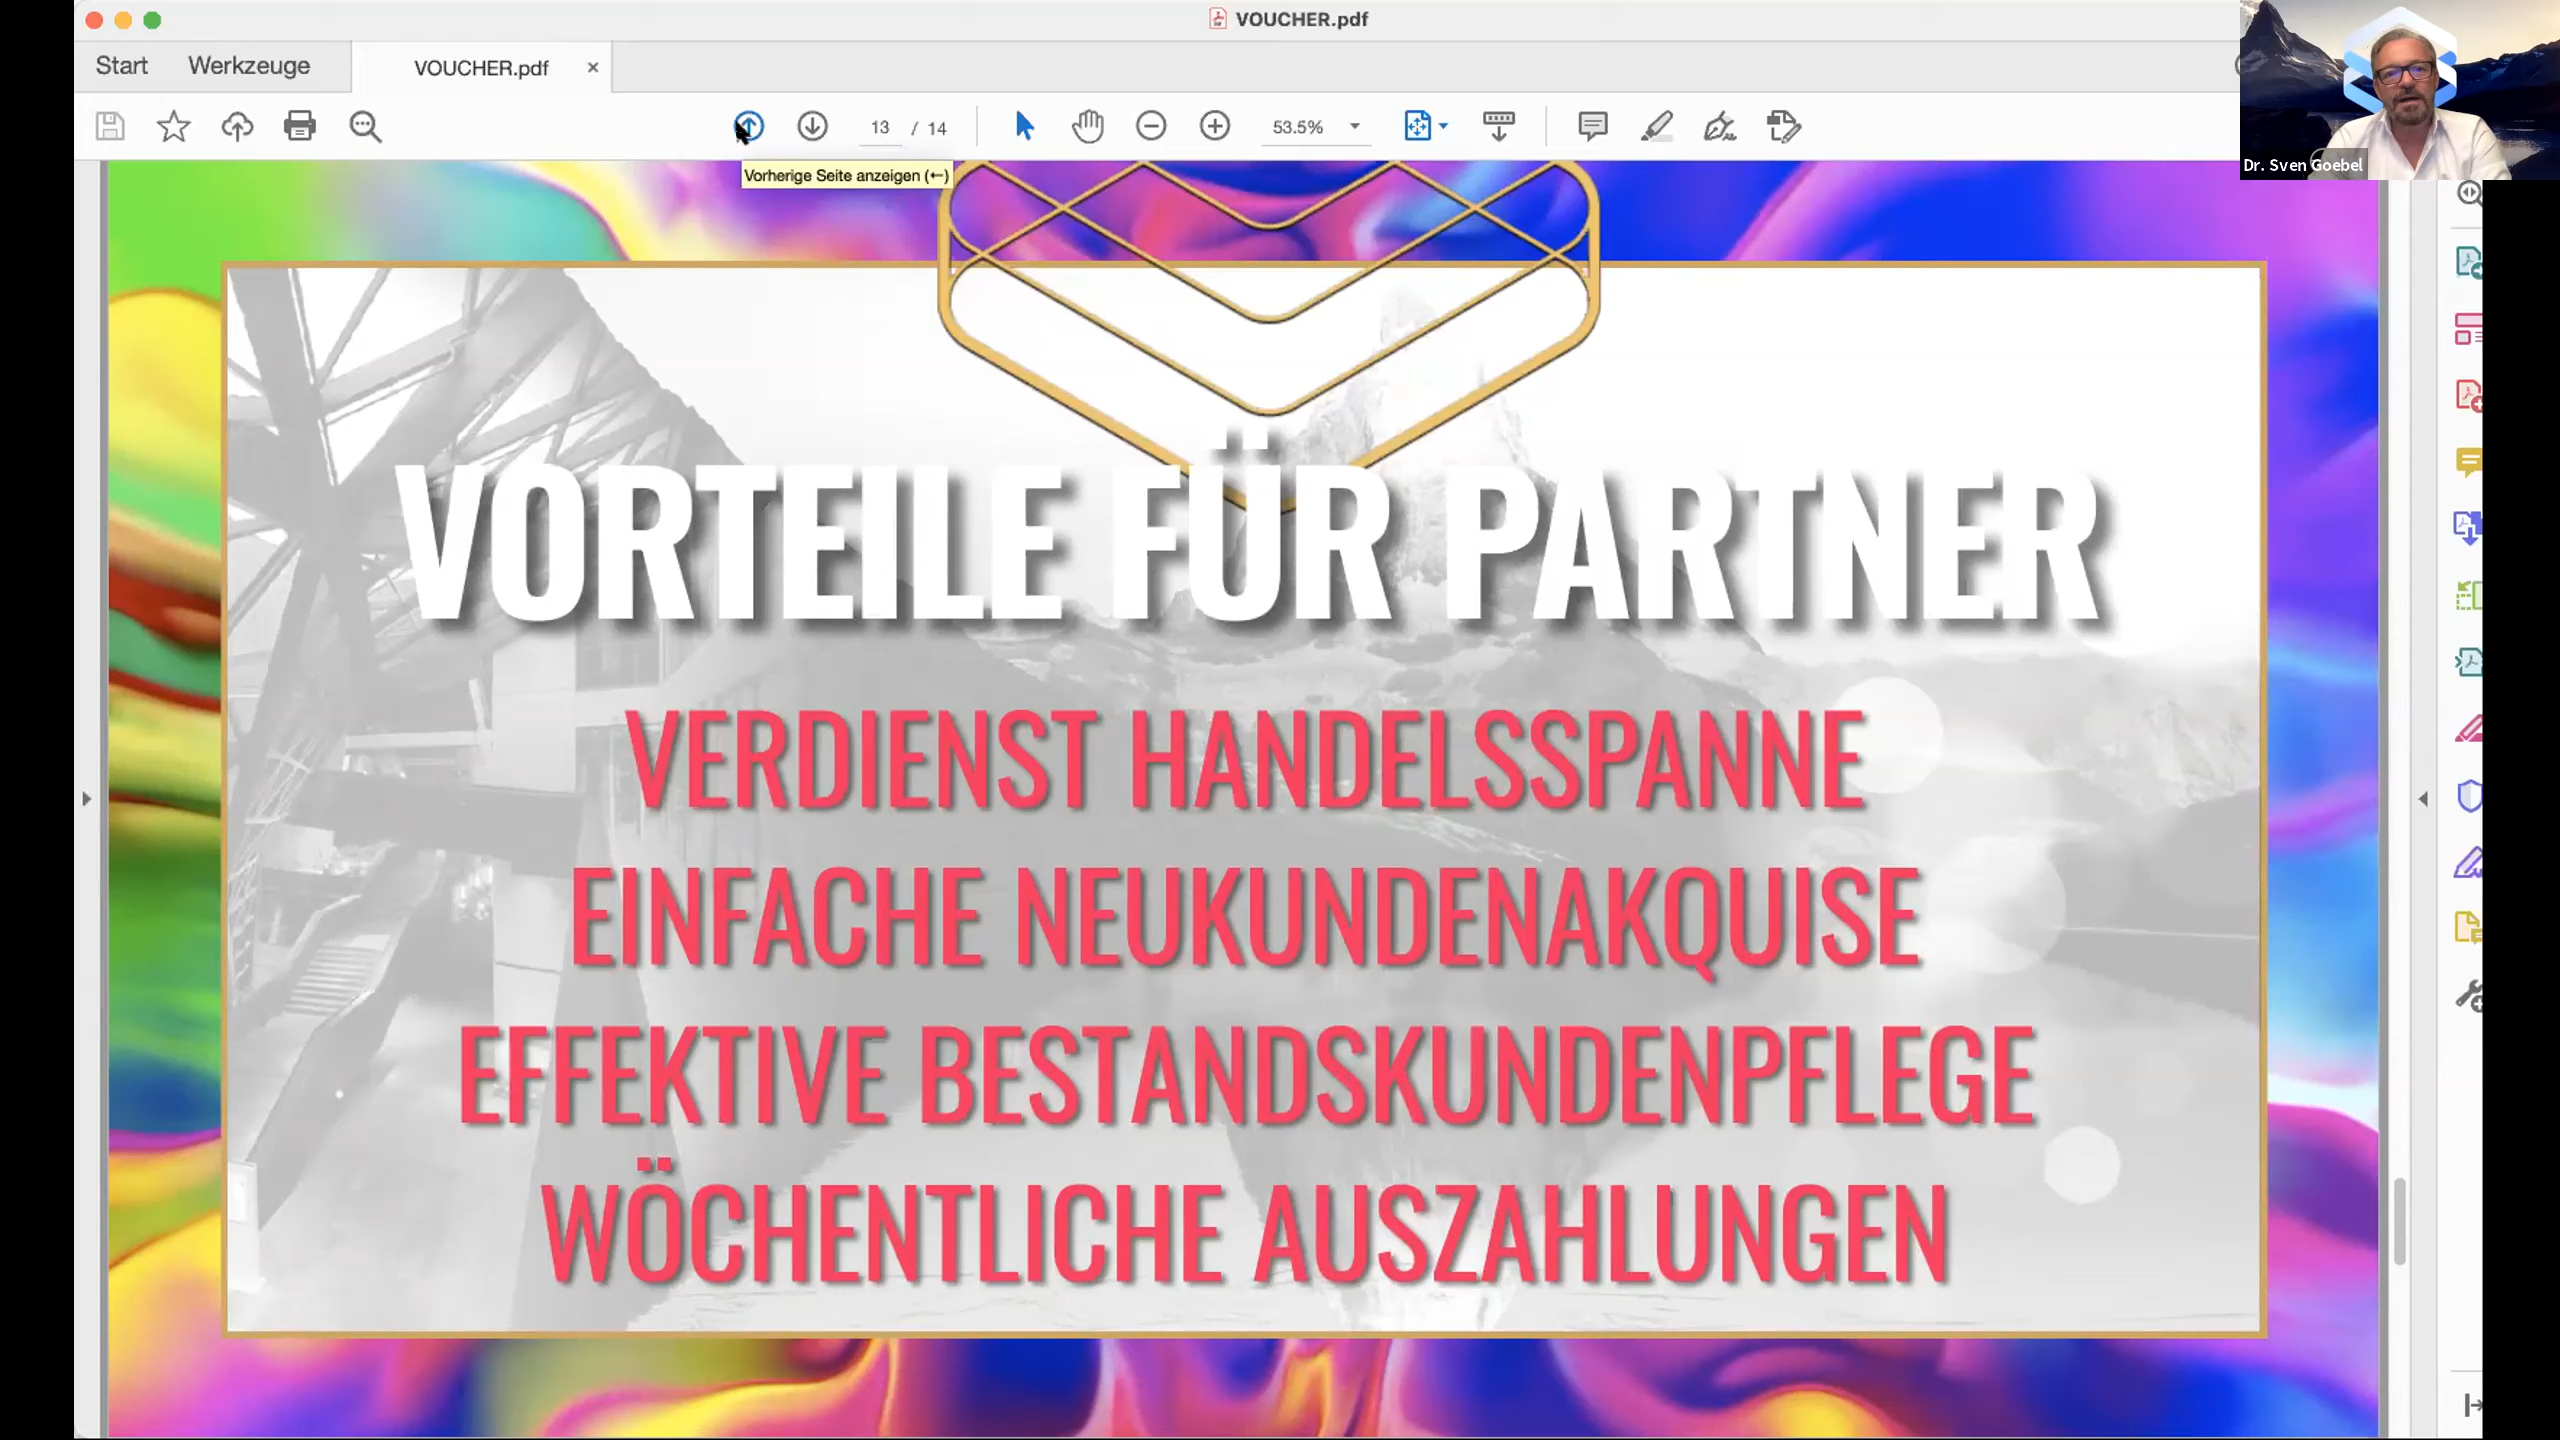 VOUCHER.pdf
Start
Werkzeuge
VOUCHER.pdf
13 / 14
53.5%
Vorherige Seite anzeigen (←)
Dr. Sven Goebel
VORTEILE FÜR PARTNER
VERDIENST HANDELSSPANNE
EINFACHE NEUKUNDENAKQUISE
EFFEKTIVE BESTANDSKUNDENPFLEGE
WÖCHENTLICHE AUSZAHLUNGEN